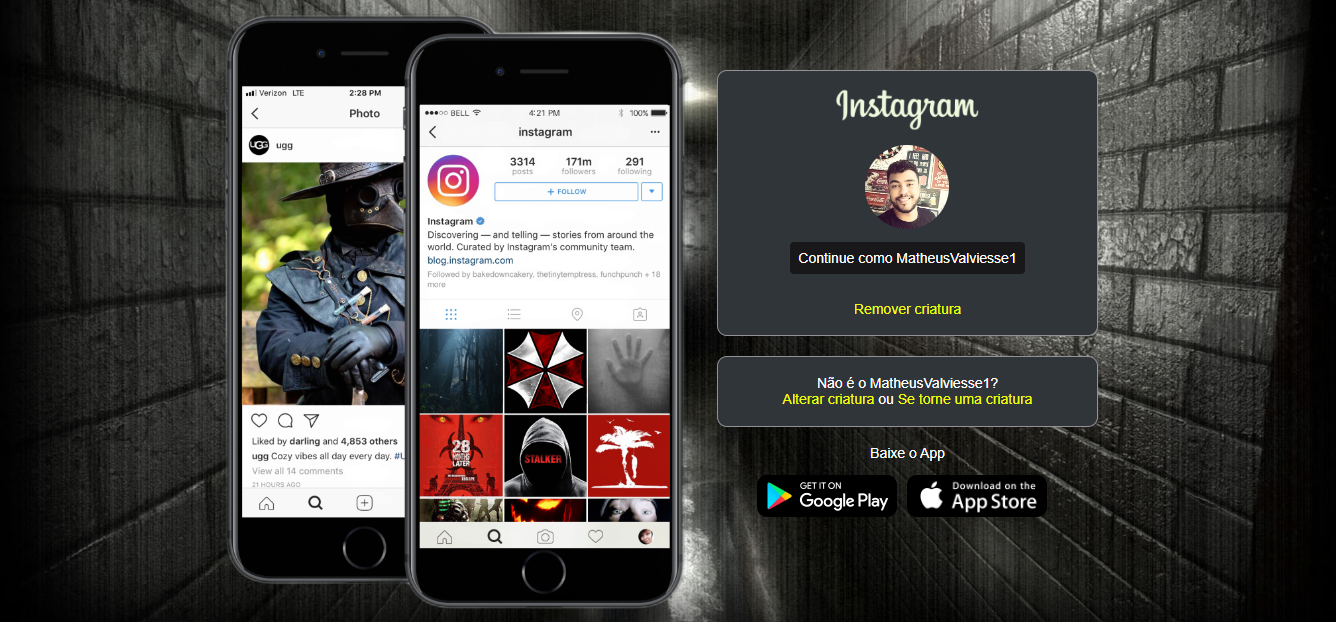 Verizon LTE 2:28 PM
Photo
UGG ugg
Liked by darling and 4,853 others
ugg Cozy vibes all day every day. #U
View all 14 comments
21 HOURS AGO
BELL 4:21 PM 100%
instagram
3314 171m 291
posts followers following
+ FOLLOW
Instagram
Discovering — and telling — stories from around the
world. Curated by Instagram's community team.
blog.instagram.com
Followed by bakedowncakery, thetinytemptress, funchpunch + 18
more
28
MONTHS
LATER
STALKER
Instagram
Continue como MatheusValviesse1
Remover criatura
Não é o MatheusValviesse1?
Alterar criatura ou Se torne uma criatura
Baixe o App
GET IT ON
Google Play
Download on the
App Store